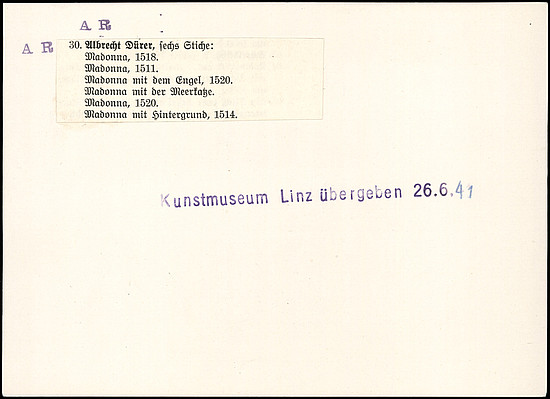 A R
A R
30. Albrecht Dürer, sechs Stiche:
Madonna, 1518.
Madonna, 1511.
Madonna mit dem Engel, 1520.
Madonna mit der Meerkatze.
Madonna, 1520.
Madonna mit Hintergrund, 1514.
Kunstmuseum Linz übergeben 26.6.41